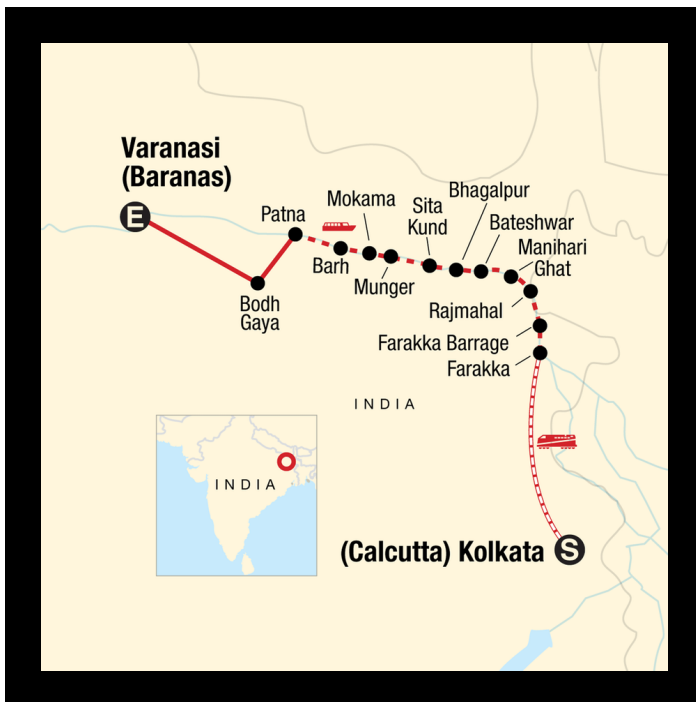 Varanasi
(Baranas)
E
Patna
Mokama
Sita
Kund
Bhagalpur
Bateshwar
Manihari
Ghat
Barh
Munger
Bodh
Gaya
Rajmahal
Farakka Barrage
Farakka
INDIA
INDIA
(Calcutta) Kolkata S